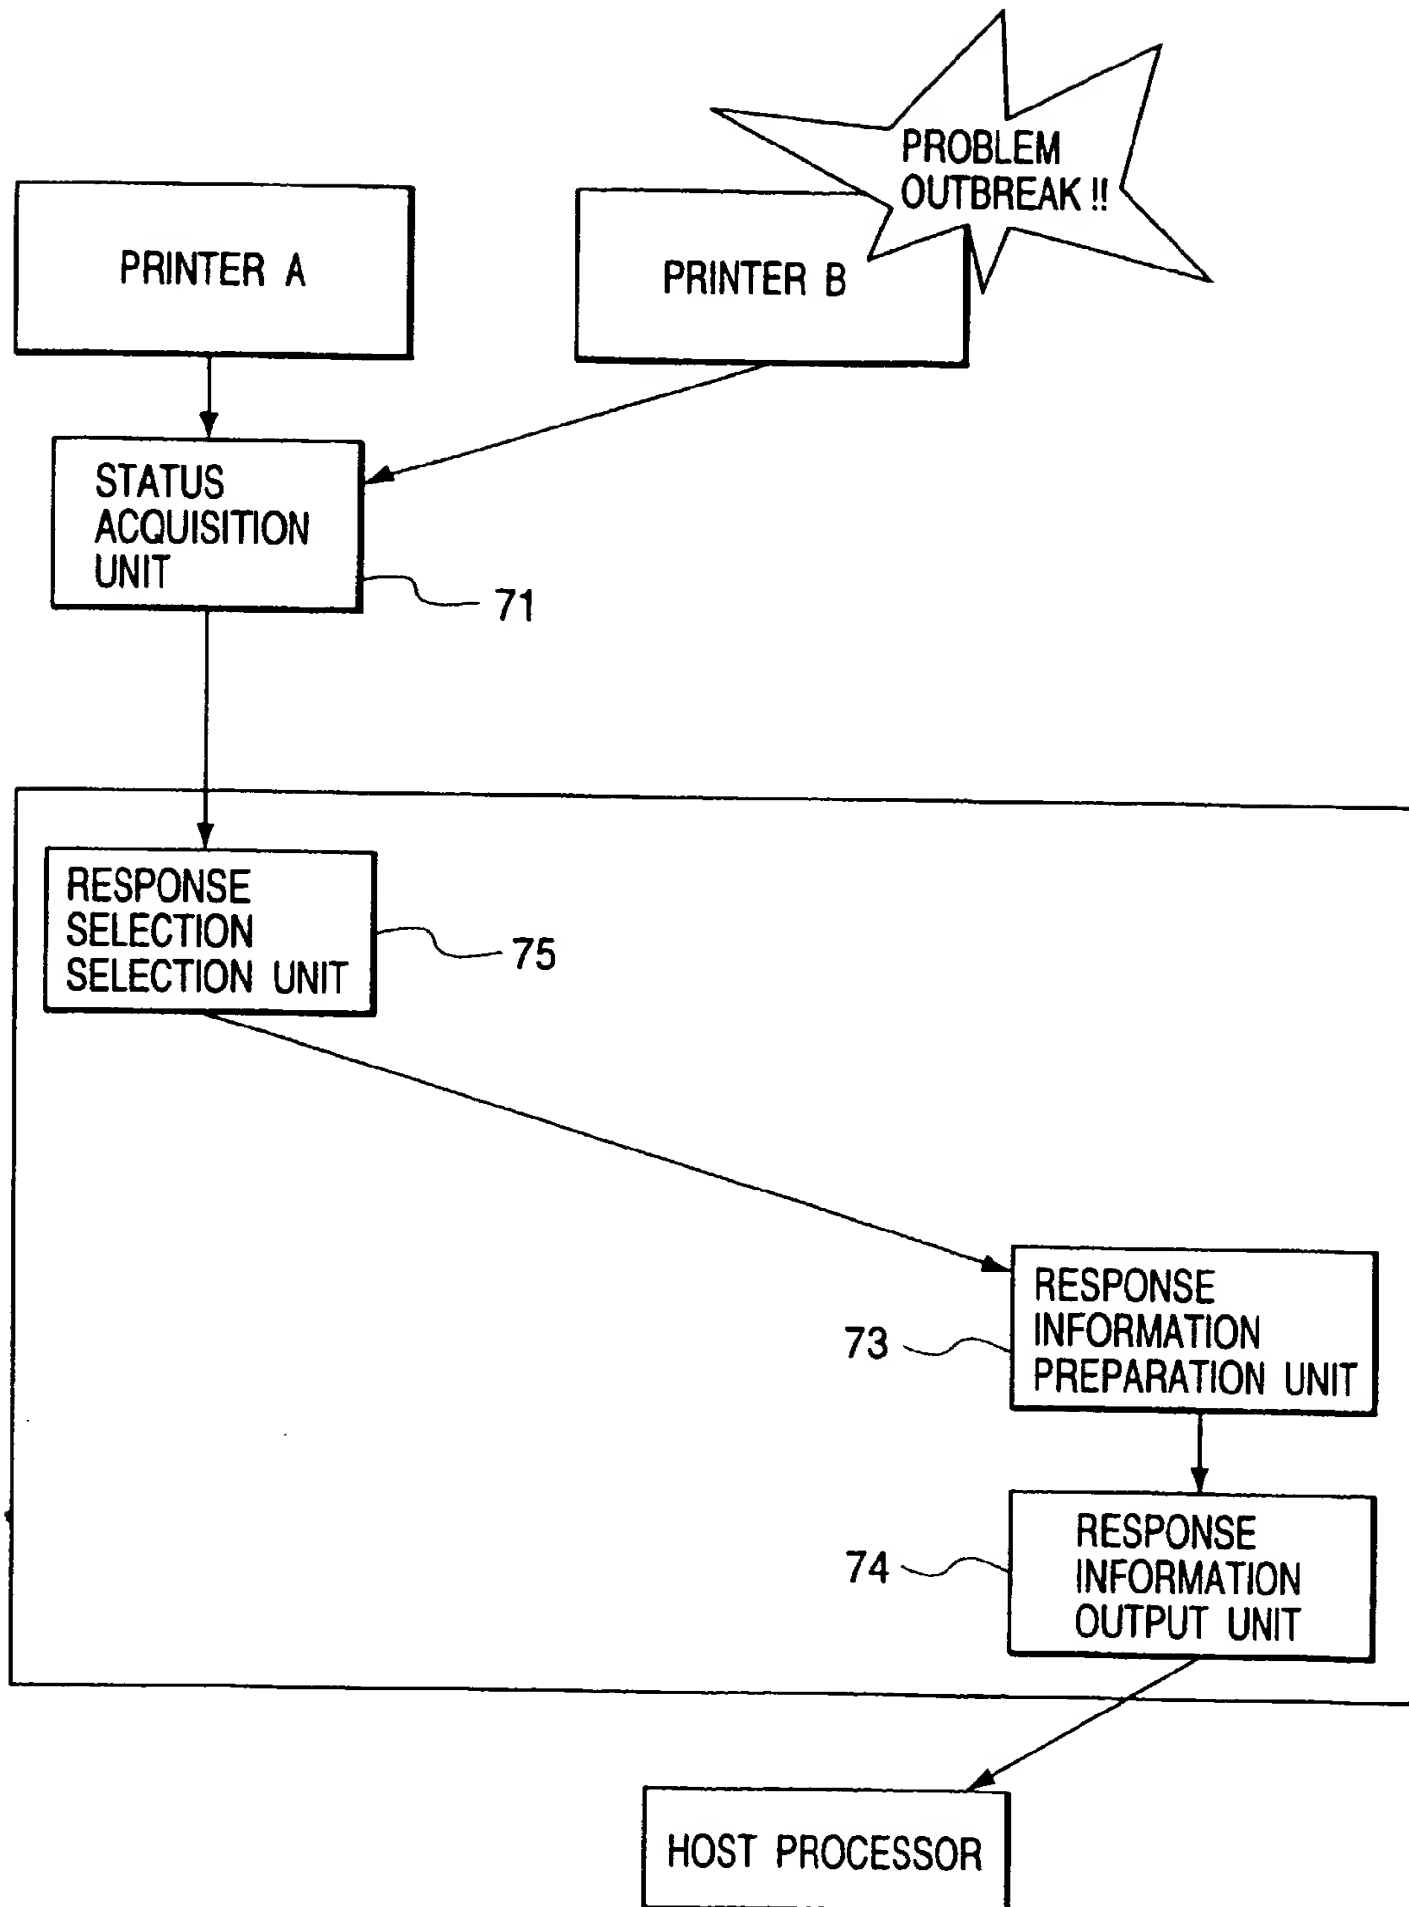 PROBLEM
OUTBREAK !!
PRINTER A
PRINTER B
STATUS
ACQUISITION
UNIT
71
RESPONSE
SELECTION
SELECTION UNIT
75
RESPONSE
INFORMATION
PREPARATION UNIT
73
RESPONSE
INFORMATION
OUTPUT UNIT
74
HOST PROCESSOR